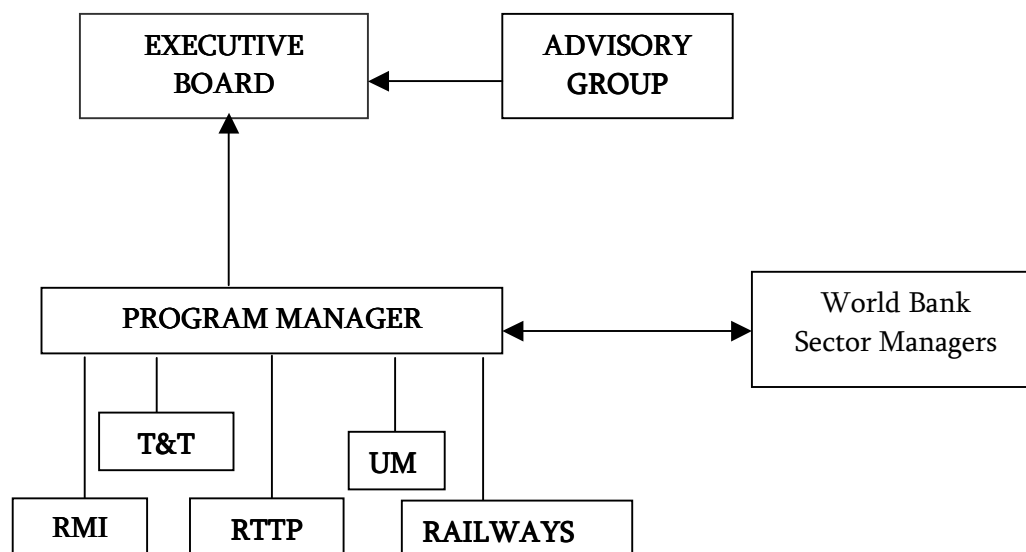 EXECUTIVE
BOARD
ADVISORY
GROUP
PROGRAM MANAGER
World Bank
Sector Managers
T&T
UM
RMI
RTTP
RAILWAYS